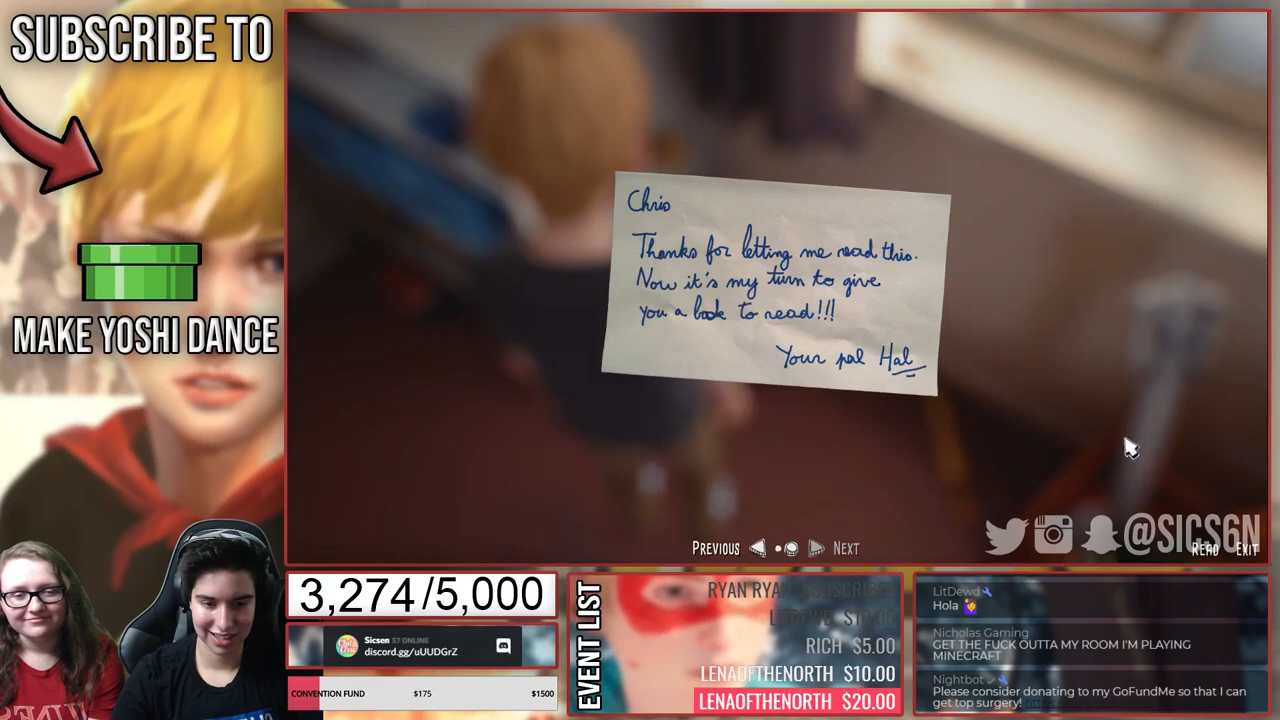 SUBSCRIBE TO
MAKE YOSHI DANCE
Chris
Thanks for letting me read this.
Now it's my turn to give
you a book to read!!!
Your pal Hal
PREVIOUS
NEXT
@SICS6N
READ EXIT
3,274/5,000
Sicsen 57 ONLINE
discord.gg/uUUDGrZ
CONVENTION FUND $175 $1500
EVENT LIST
RICH $5.00
LENAOFTHENORTH $10.00
LENAOFTHENORTH $20.00
LitDewd
Hola
Nicholas Gaming
GET THE FUCK OUTTA MY ROOM I'M PLAYING
MINECRAFT
Nightbot
Please consider donating to my GoFundMe so that I can
get top surgery!